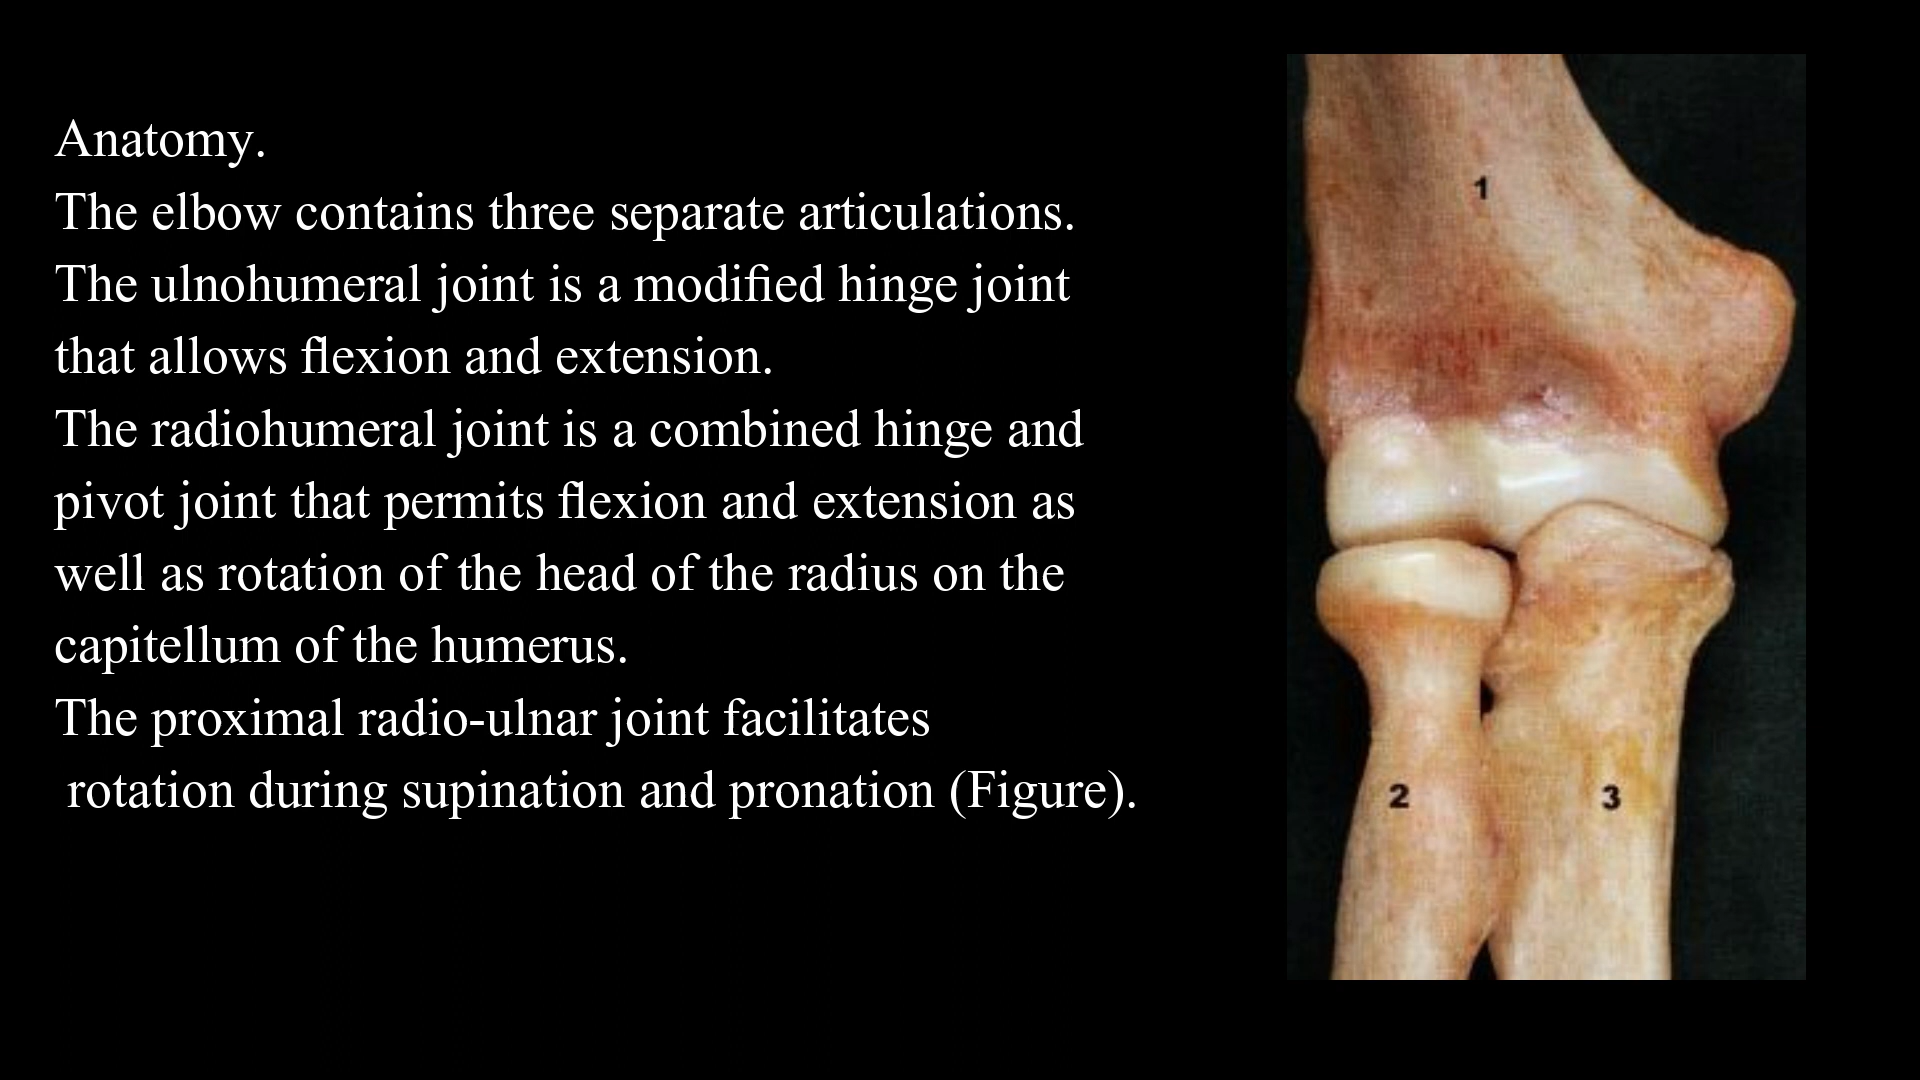 Anatomy.
The elbow contains three separate articulations.
The ulnohumeral joint is a modified hinge joint
that allows flexion and extension.
The radiohumeral joint is a combined hinge and
pivot joint that permits flexion and extension as
well as rotation of the head of the radius on the
capitellum of the humerus.
The proximal radio-ulnar joint facilitates
rotation during supination and pronation (Figure).
1
2 3